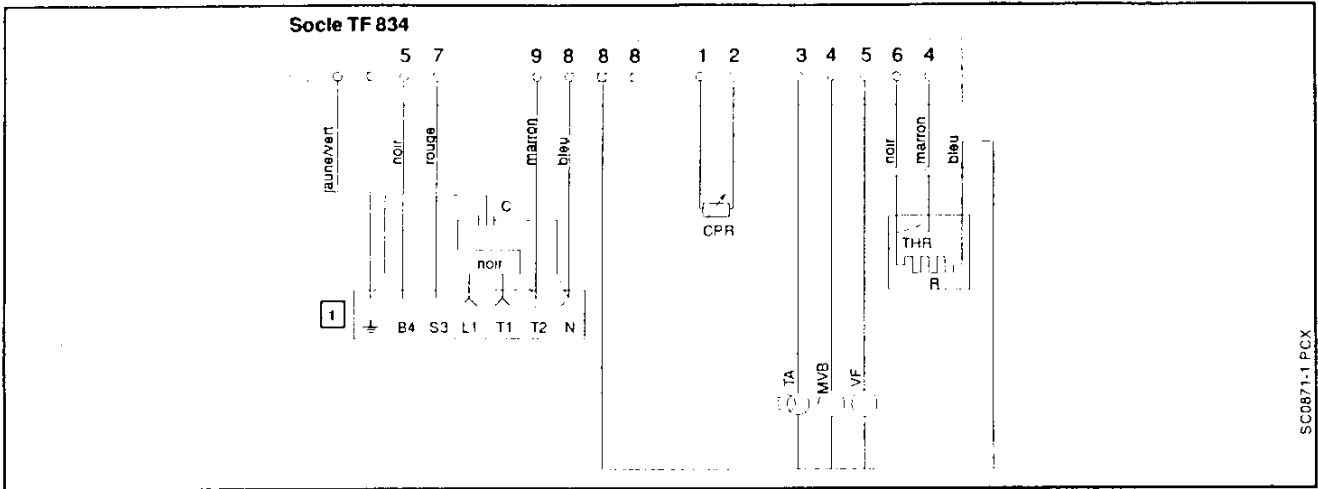 Socle TF 834
5 7 9 8 8 8 1 2 3 4 5 6 4
jaune/vert
noir
rouge
marron
bleu
noir
marron
bleu
C
noir
CPR
THR
R
1
B4 S3 L1 T1 T2 N
TA
MVB
VF
SC0871-1 PCX